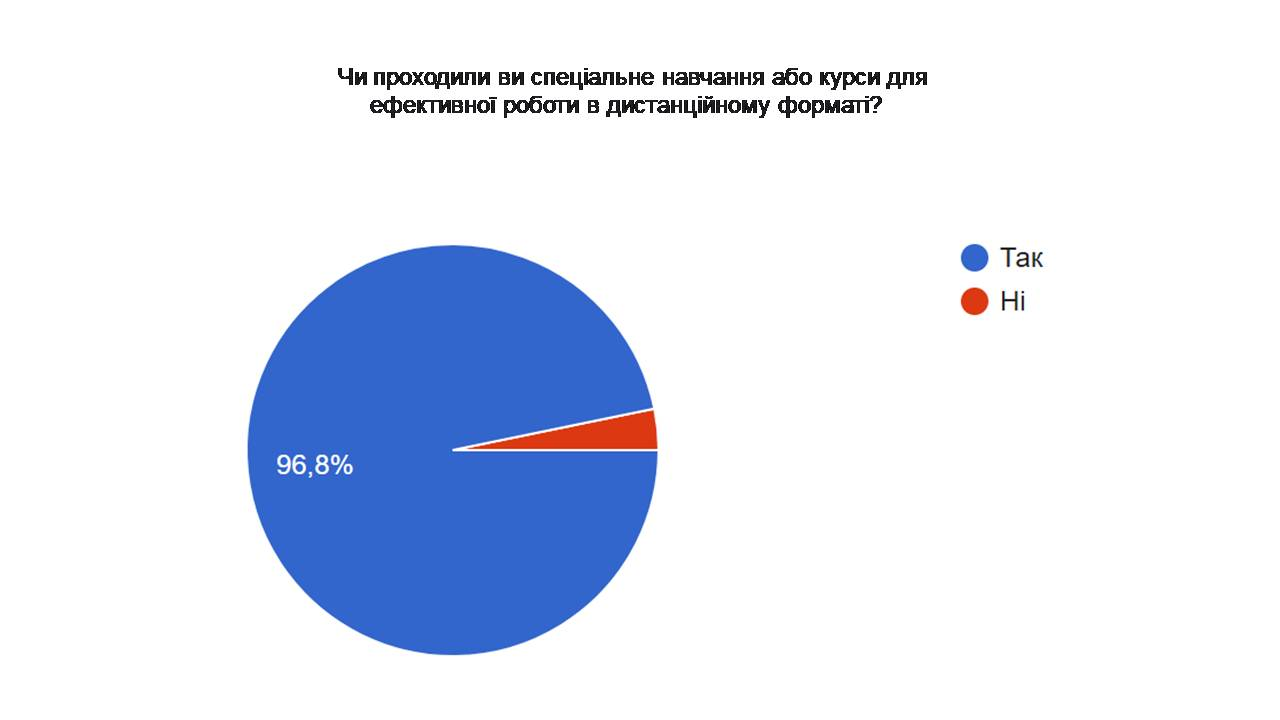 Чи проходили ви спеціальне навчання або курси для
ефективної роботи в дистанційному форматі?
Так
Ні
96,8%